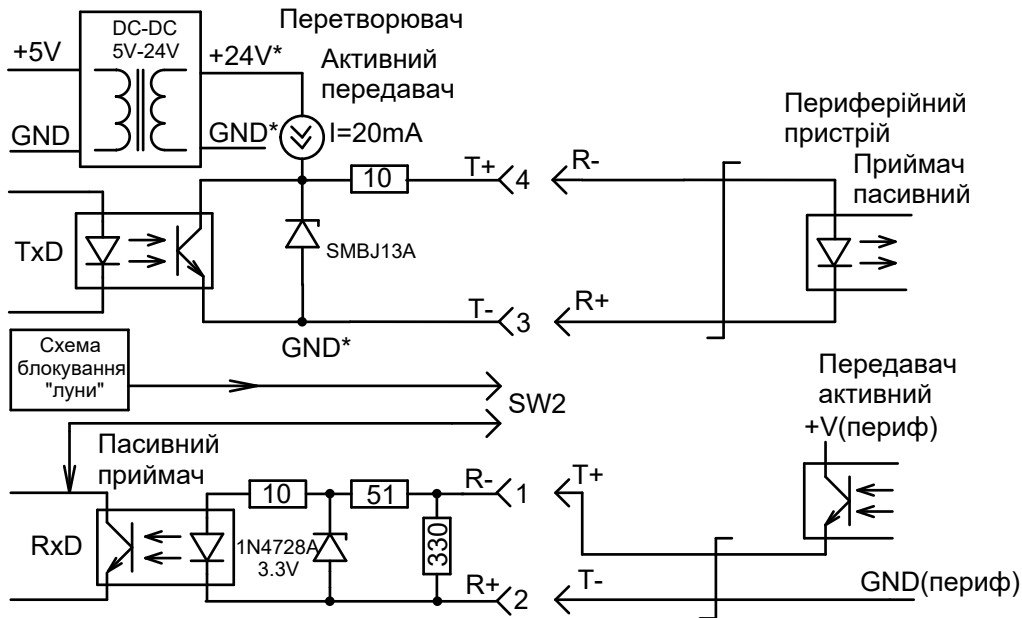 DC-DC
5V-24V
Перетворювач
+5V
+24V*
Активний
передавач
GND
GND*
I=20mA
Периферійний
пристрій
T+
4
R-
Приймач
пасивний
10
TxD
SMBJ13A
T-
3
R+
GND*
Схема
блокування
"луни"
SW2
Передавач
активний
+V(периф)
Пасивний
приймач
10
51
R-
1
T+
RxD
1N4728A
3.3V
330
R+
2
T-
GND(периф)